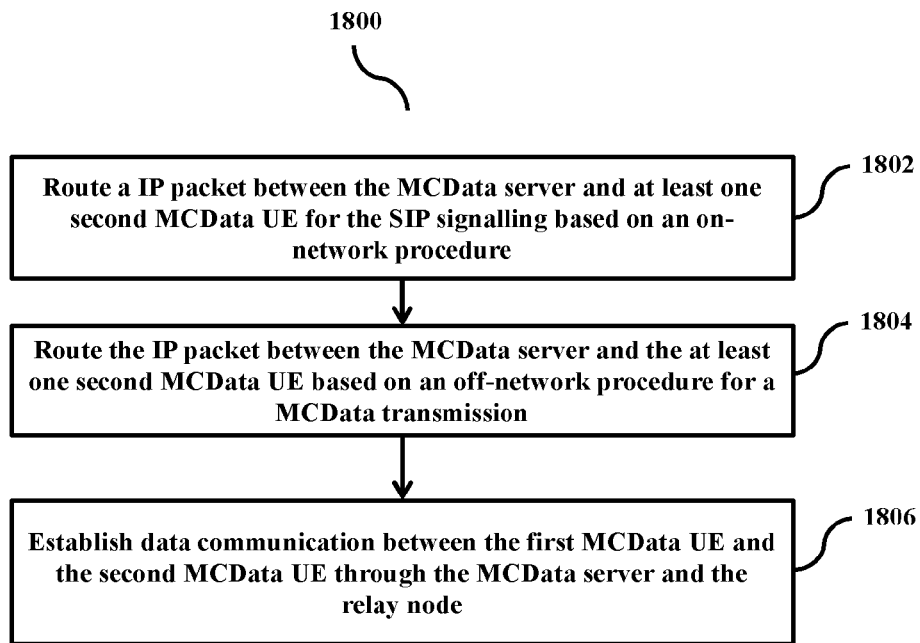 1800
Route a IP packet between the MCData server and at least one
second MCData UE for the SIP signalling based on an on-
network procedure
1802
Route the IP packet between the MCData server and the at least
one second MCData UE based on an off-network procedure for a
MCData transmission
1804
Establish data communication between the first MCData UE and
the second MCData UE through the MCData server and the
relay node
1806